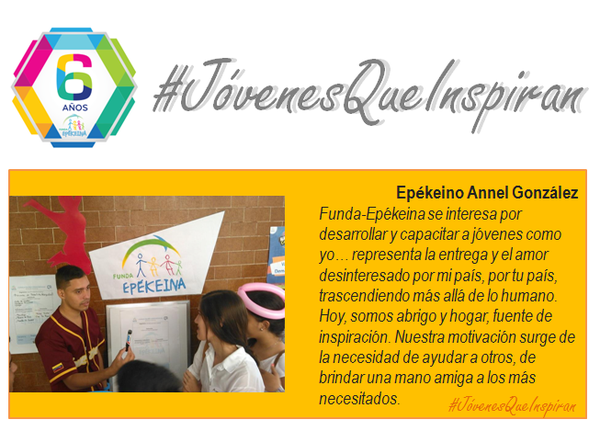 #JóvenesQueInspiran
6
AÑOS
FUNDA
EPÉKEINA
Epékeino Annel González
Funda-Epékeina se interesa por
desarrollar y capacitar a jóvenes como
yo… representa la entrega y el amor
desinteresado por mi país, por tu país,
trascendiendo más allá de lo humano.
Hoy, somos abrigo y hogar, fuente de
inspiración. Nuestra motivación surge de
la necesidad de ayudar a otros, de
brindar una mano amiga a los más
necesitados.
#JóvenesQueInspiran
FUNDA
EPÉKEINA